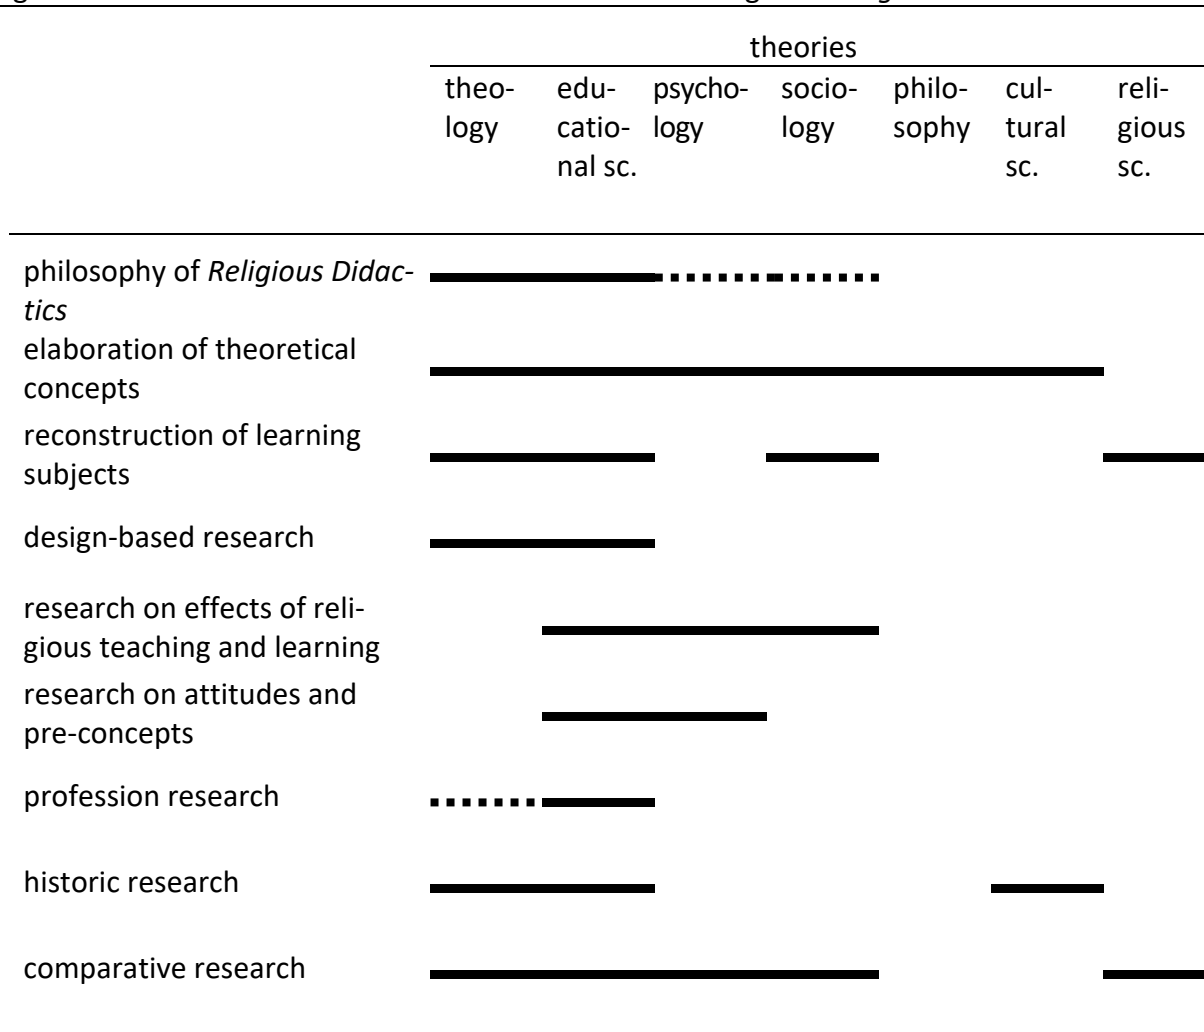 theories
theo- edu- psycho- socio- philo- cul- reli-
logy catio- logy logy sophy tural gious
nal sc. sc. sc.
philosophy of Religious Didac-
tics
elaboration of theoretical
concepts
reconstruction of learning
subjects
design-based research
research on effects of reli-
gious teaching and learning
research on attitudes and
pre-concepts
profession research
historic research
comparative research